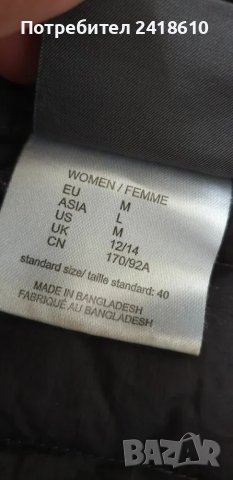 Потребител 2418610
WOMEN / FEMME
EU M
ASIA L
US M
UK 12/14
CN 170/92A
standard size/ taille standard: 40
MADE IN BANGLADESH
FABRIQUÉ AU BANGLADESH
BAZAR